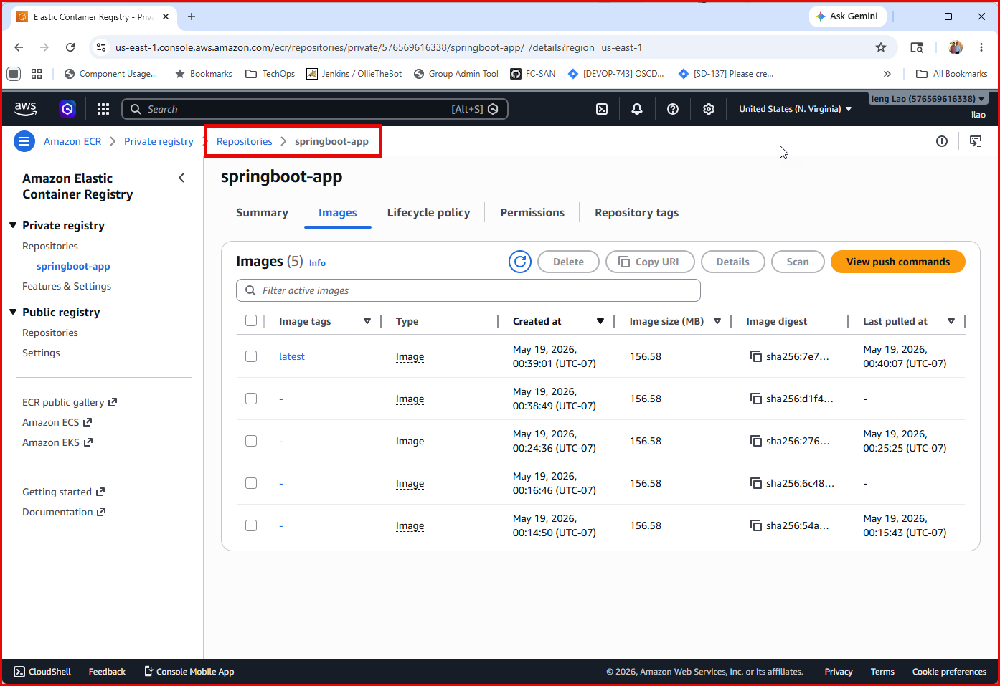 Elastic Container Registry - Priv
Ask Gemini
us-east-1.console.aws.amazon.com/ecr/repositories/private/576569616338/springboot-app/_/details?region=us-east-1
Component Usage...
Bookmarks
TechOps
Jenkins / OllieTheBot
Group Admin Tool
FC-SAN
[DEVOP-743] OSCD...
[SD-137] Please cre...
»
All Bookmarks
aws
Search
[Alt+S]
United States (N. Virginia)
Ieng Lao (576569616338)
ilao
Amazon ECR
Private registry
Repositories
springboot-app
Amazon Elastic
Container Registry
Private registry
Repositories
springboot-app
Features & Settings
Public registry
Repositories
Settings
ECR public gallery
Amazon ECS
Amazon EKS
Getting started
Documentation
springboot-app
Summary
Images
Lifecycle policy
Permissions
Repository tags
Images (5) Info
Delete
Copy URI
Details
Scan
View push commands
Filter active images
Image tags
Type
Created at
Image size (MB)
Image digest
Last pulled at
latest
Image
May 19, 2026,
00:39:01 (UTC-07)
156.58
sha256:7e7...
May 19, 2026,
00:40:07 (UTC-07)
-
Image
May 19, 2026,
00:38:49 (UTC-07)
156.58
sha256:d1f4...
-
-
Image
May 19, 2026,
00:24:36 (UTC-07)
156.58
sha256:276...
May 19, 2026,
00:25:25 (UTC-07)
-
Image
May 19, 2026,
00:16:46 (UTC-07)
156.58
sha256:6c48...
-
-
Image
May 19, 2026,
00:14:50 (UTC-07)
156.58
sha256:54a...
May 19, 2026,
00:15:43 (UTC-07)
CloudShell
Feedback
Console Mobile App
© 2026, Amazon Web Services, Inc. or its affiliates.
Privacy
Terms
Cookie preferences